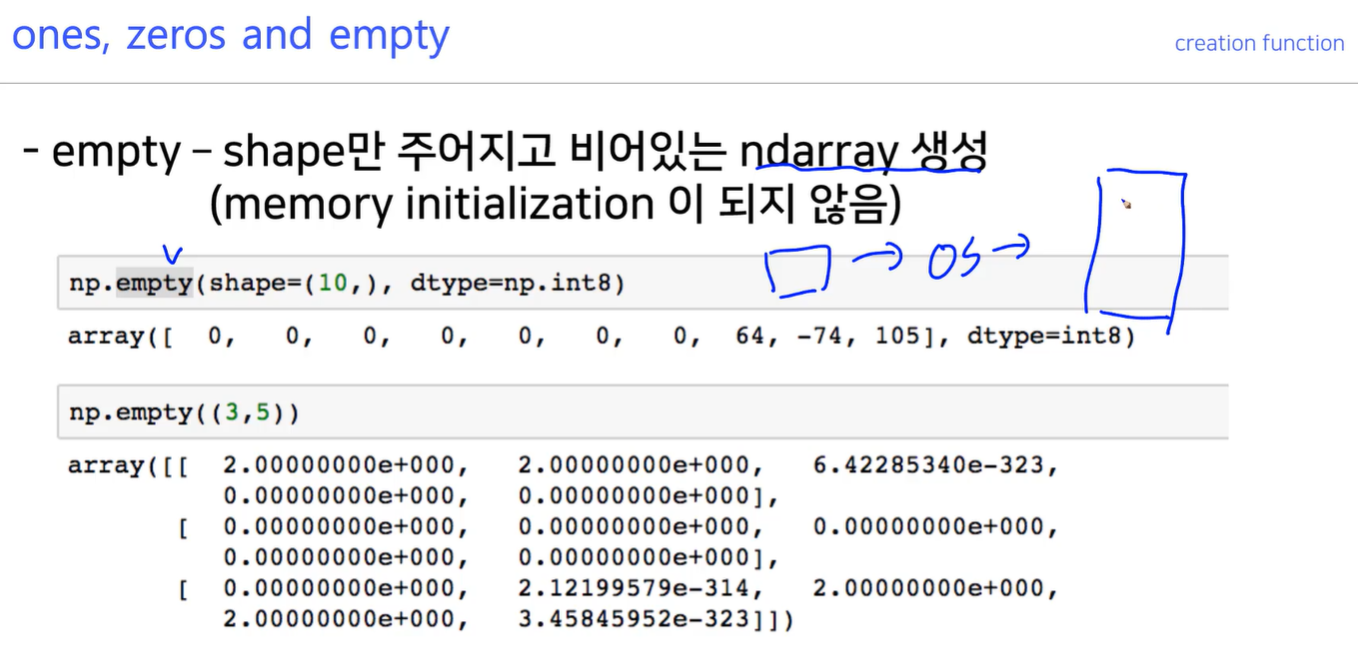 ones, zeros and empty
creation function
- empty – shape만 주어지고 비어있는 ndarray 생성
(memory initialization 이 되지 않음)
→ OS →
np.empty(shape=(10,), dtype=np.int8)
array([  0,   0,   0,   0,   0,   0,   0,  64, -74, 105], dtype=int8)
np.empty((3,5))
array([[  2.00000000e+000,   2.00000000e+000,   6.42285340e-323,
0.00000000e+000,   0.00000000e+000],
[  0.00000000e+000,   0.00000000e+000,   0.00000000e+000,
0.00000000e+000,   0.00000000e+000],
[  0.00000000e+000,   2.12199579e-314,   2.00000000e+000,
2.00000000e+000,   3.45845952e-323]])